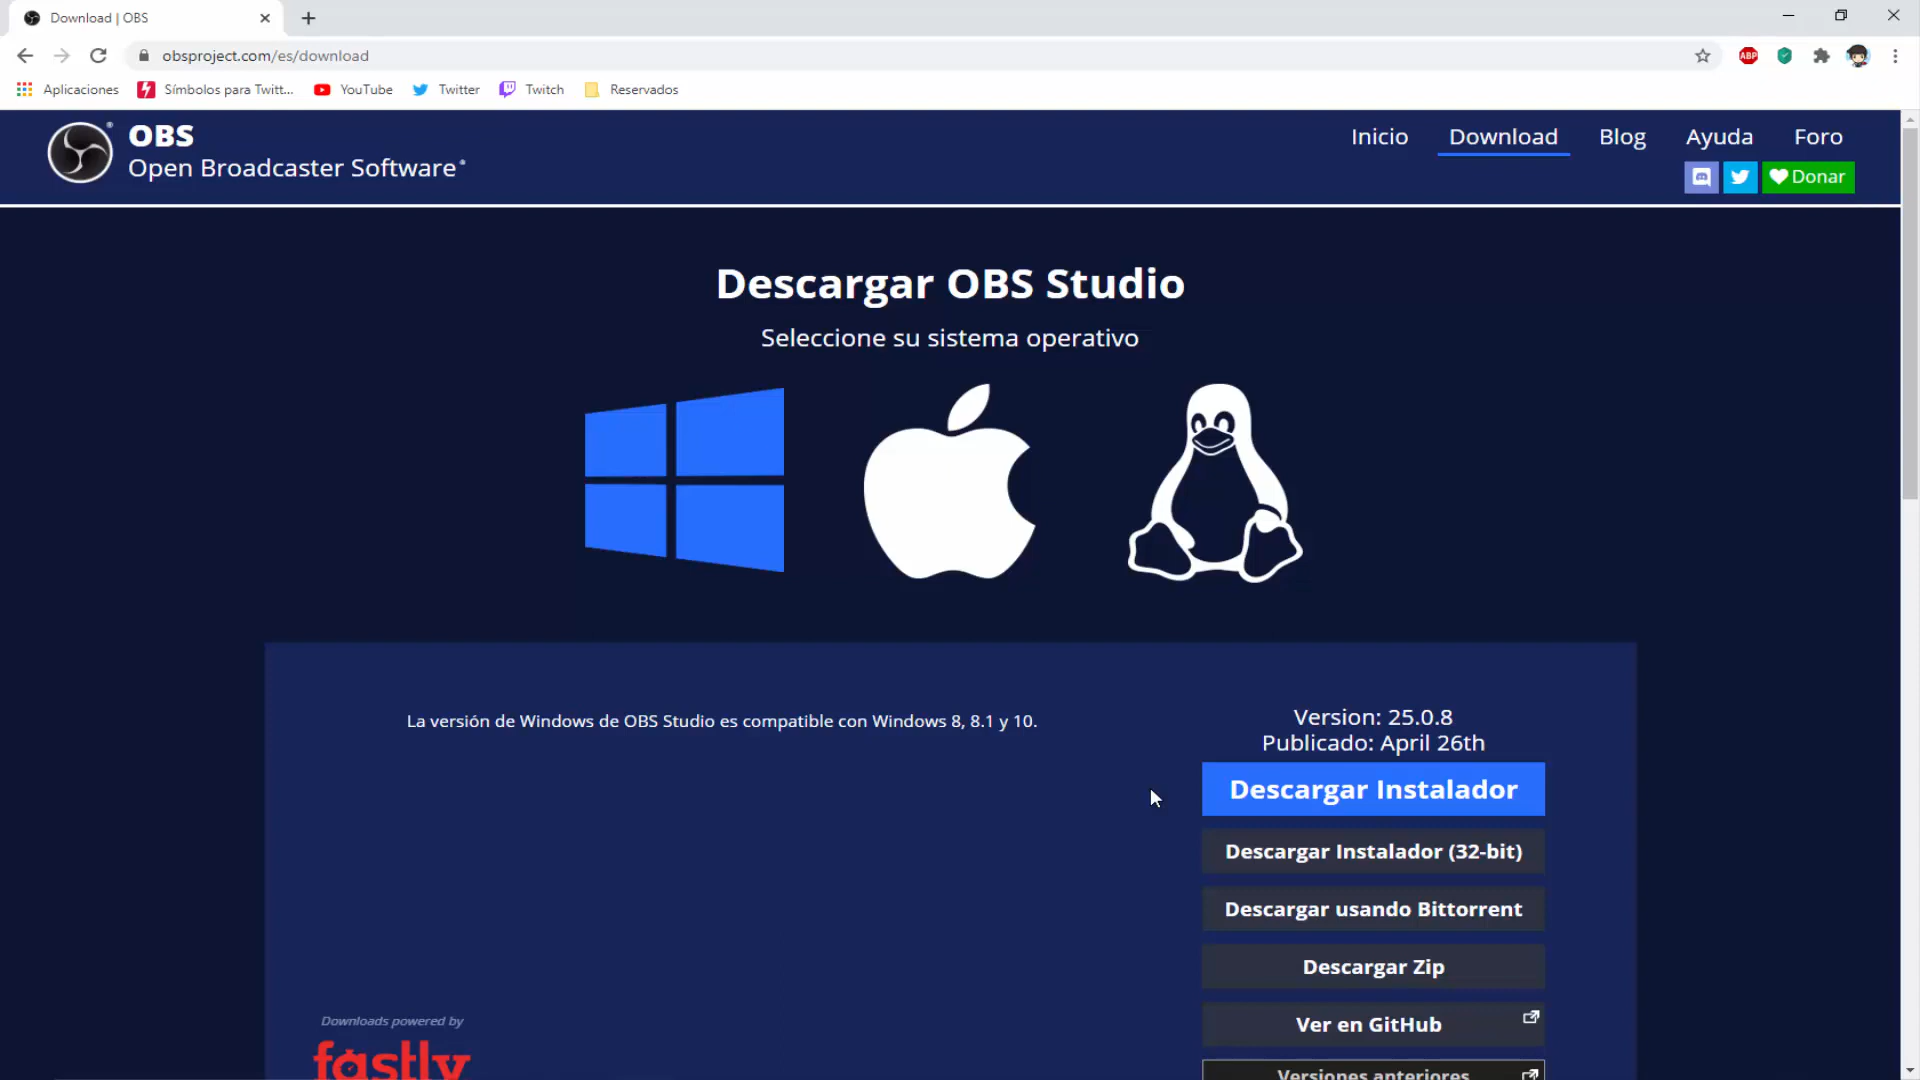 Download | OBS
obsproject.com/es/download
Aplicaciones
Símbolos para Twitt...
YouTube
Twitter
Twitch
Reservados
ABP
OBS
Open Broadcaster Software®
Inicio
Download
Blog
Ayuda
Foro
Donar
Descargar OBS Studio
Seleccione su sistema operativo
La versión de Windows de OBS Studio es compatible con Windows 8, 8.1 y 10.
Version: 25.0.8
Publicado: April 26th
Descargar Instalador
Descargar Instalador (32-bit)
Descargar usando Bittorrent
Descargar Zip
Ver en GitHub
Versiones anteriores
Downloads powered by
fastly